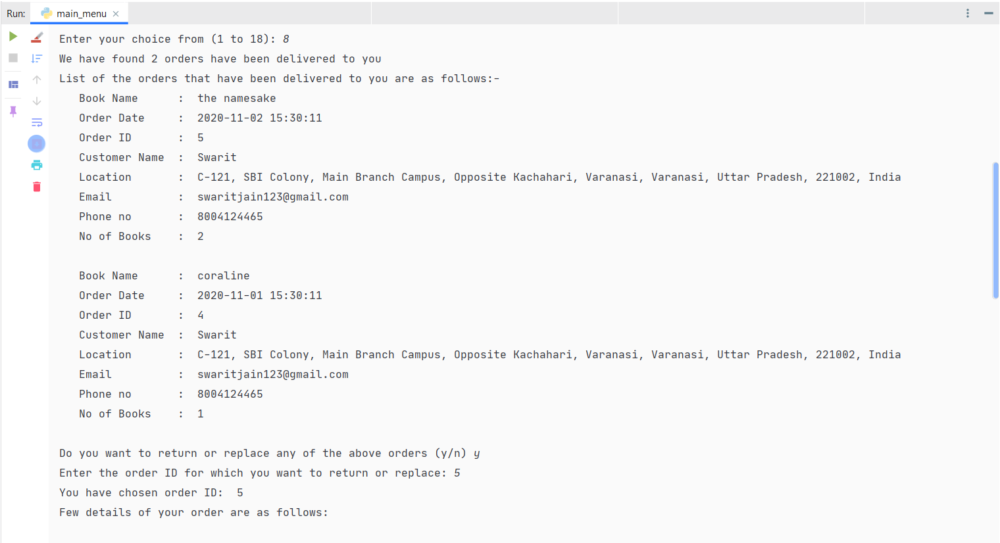 Run: main_menu
Enter your choice from (1 to 18): 8
We have found 2 orders have been delivered to you
List of the orders that have been delivered to you are as follows:-
Book Name : the namesake
Order Date : 2020-11-02 15:30:11
Order ID : 5
Customer Name : Swarit
Location : C-121, SBI Colony, Main Branch Campus, Opposite Kachahari, Varanasi, Varanasi, Uttar Pradesh, 221002, India
Email : swaritjain123@gmail.com
Phone no : 8004124465
No of Books : 2
Book Name : coraline
Order Date : 2020-11-01 15:30:11
Order ID : 4
Customer Name : Swarit
Location : C-121, SBI Colony, Main Branch Campus, Opposite Kachahari, Varanasi, Varanasi, Uttar Pradesh, 221002, India
Email : swaritjain123@gmail.com
Phone no : 8004124465
No of Books : 1
Do you want to return or replace any of the above orders (y/n) y
Enter the order ID for which you want to return or replace: 5
You have chosen order ID: 5
Few details of your order are as follows: